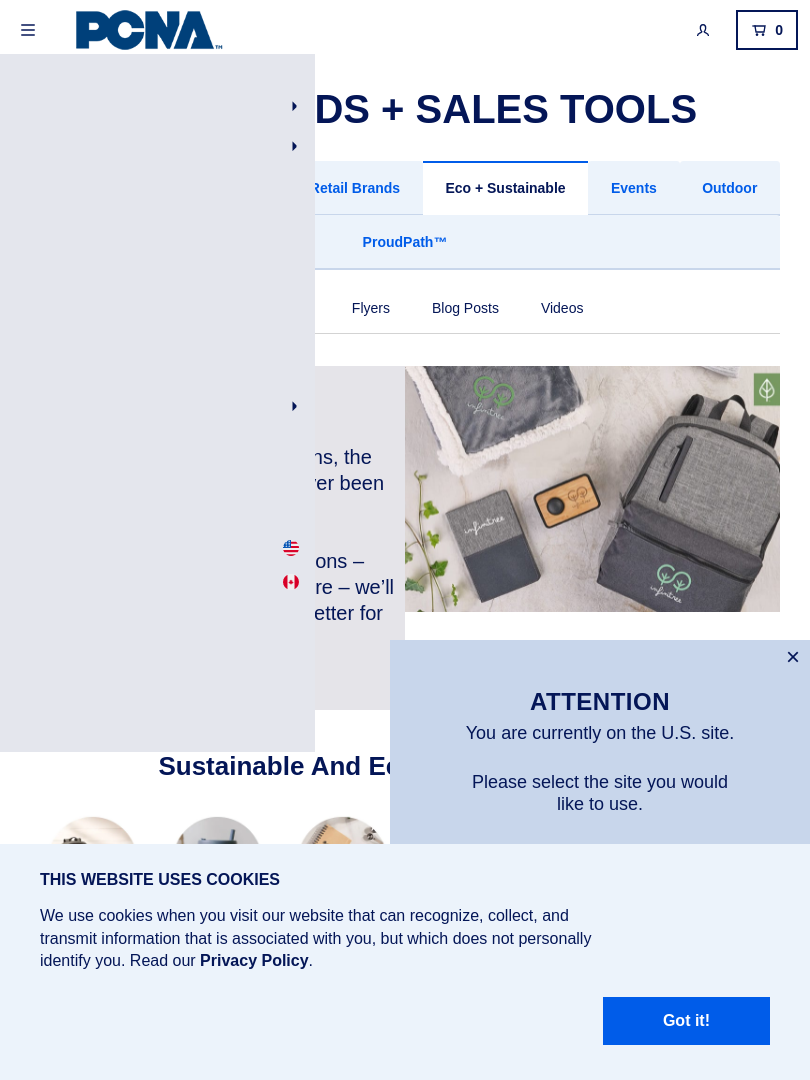 PCNA™
0
DS + SALES TOOLS
Retail Brands
Eco + Sustainable
Events
Outdoor
ProudPath™
Flyers
Blog Posts
Videos
ns, the
ver been
ons –
re – we’ll
etter for
infinitree
infinitree
infinitree
ATTENTION
You are currently on the U.S. site.
Please select the site you would
like to use.
Sustainable And Ec
THIS WEBSITE USES COOKIES
We use cookies when you visit our website that can recognize, collect, and
transmit information that is associated with you, but which does not personally
identify you. Read our Privacy Policy.
Got it!